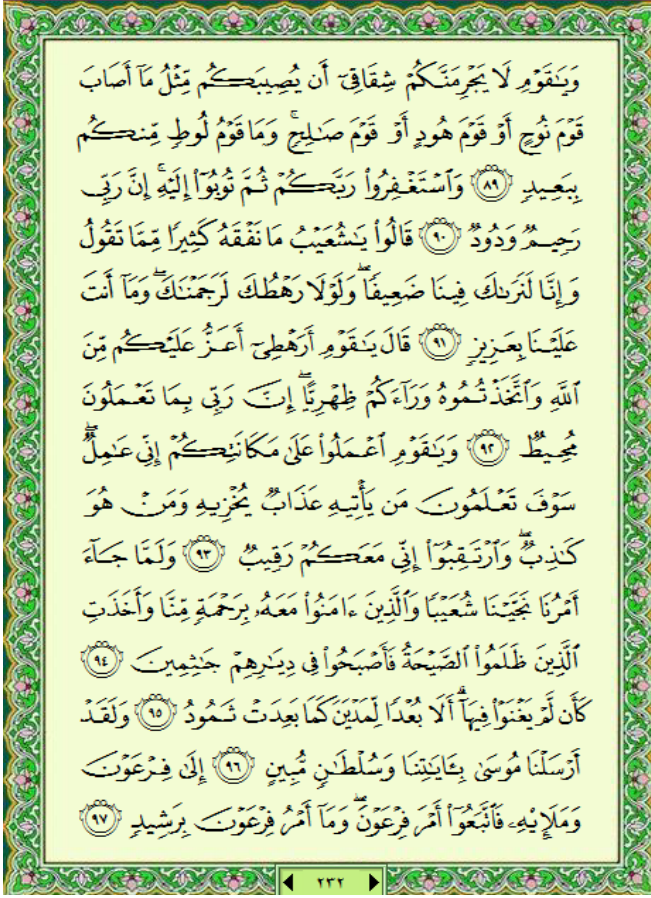 وَيَٰقَوْمِ لَا يَجْرِمَنَّكُمْ شِقَاقِىٓ أَن يُصِيبَكُم مِّثْلُ مَآ أَصَابَ
قَوْمَ نُوحٍ أَوْ قَوْمَ هُودٍ أَوْ قَوْمَ صَٰلِحٍۚ وَمَا قَوْمُ لُوطٍ مِّنكُم
بِبَعِيدٍ ٨٩ وَٱسْتَغْفِرُوا۟ رَبَّكُمْ ثُمَّ تُوبُوٓا۟ إِلَيْهِۚ إِنَّ رَبِّى
رَحِيمٌ وَدُودٌ ٩٠ قَالُوا۟ يَٰشُعَيْبُ مَا نَفْقَهُ كَثِيرًا مِّمَّا تَقُولُ
وَإِنَّا لَنَرَىٰكَ فِينَا ضَعِيفًاۖ وَلَوْلَا رَهْطُكَ لَرَجَمْنَٰكَۖ وَمَآ أَنتَ
عَلَيْنَا بِعَزِيزٍ ٩١ قَالَ يَٰقَوْمِ أَرَهْطِىٓ أَعَزُّ عَلَيْكُم مِّنَ
ٱللَّهِ وَٱتَّخَذْتُمُوهُ وَرَآءَكُمْ ظِهْرِيًّاۖ إِنَّ رَبِّى بِمَا تَعْمَلُونَ
مُحِيطٌ ٩٢ وَيَٰقَوْمِ ٱعْمَلُوا۟ عَلَىٰ مَكَانَتِكُمْ إِنِّى عَٰمِلٌۖ
سَوْفَ تَعْلَمُونَ مَن يَأْتِيهِ عَذَابٌ يُخْزِيهِ وَمَنْ هُوَ
كَٰذِبٌۖ وَٱرْتَقِبُوٓا۟ إِنِّى مَعَكُمْ رَقِيبٌ ٩٣ وَلَمَّا جَآءَ
أَمْرُنَا نَجَّيْنَا شُعَيْبًا وَٱلَّذِينَ ءَامَنُوا۟ مَعَهُۥ بِرَحْمَةٍ مِّنَّا وَأَخَذَتِ
ٱلَّذِينَ ظَلَمُوا۟ ٱلصَّيْحَةُ فَأَصْبَحُوا۟ فِى دِيَٰرِهِمْ جَٰثِمِينَ ٩٤
كَأَن لَّمْ يَغْنَوْا۟ فِيهَآۗ أَلَا بُعْدًا لِّمَدْيَنَ كَمَا بَعِدَتْ ثَمُودُ ٩٥ وَلَقَدْ
أَرْسَلْنَا مُوسَىٰ بِـَٔايَٰتِنَا وَسُلْطَٰنٍ مُّبِينٍ ٩٦ إِلَىٰ فِرْعَوْنَ
وَمَلَإِي۟هِۦ فَٱتَّبَعُوٓا۟ أَمْرَ فِرْعَوْنَۖ وَمَآ أَمْرُ فِرْعَوْنَ بِرَشِيدٍ ٩٧
٢٣٢